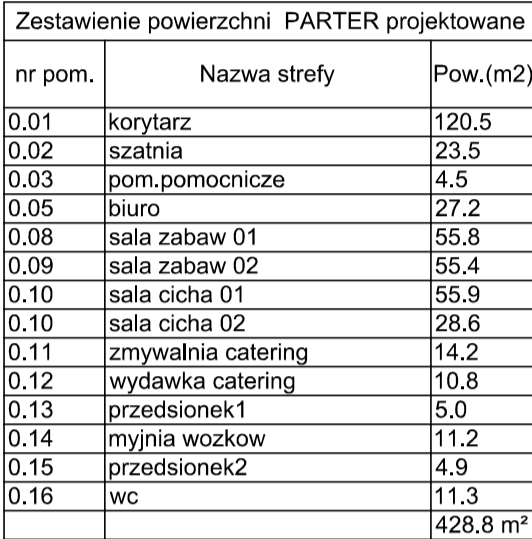 Zestawienie powierzchni PARTER projektowane
nr pom. Nazwa strefy Pow.(m2)
0.01 korytarz 120.5
0.02 szatnia 23.5
0.03 pom.pomocnicze 4.5
0.05 biuro 27.2
0.08 sala zabaw 01 55.8
0.09 sala zabaw 02 55.4
0.10 sala cicha 01 55.9
0.10 sala cicha 02 28.6
0.11 zmywalnia catering 14.2
0.12 wydawka catering 10.8
0.13 przedsionek1 5.0
0.14 myjnia wozkow 11.2
0.15 przedsionek2 4.9
0.16 wc 11.3
428.8 m²